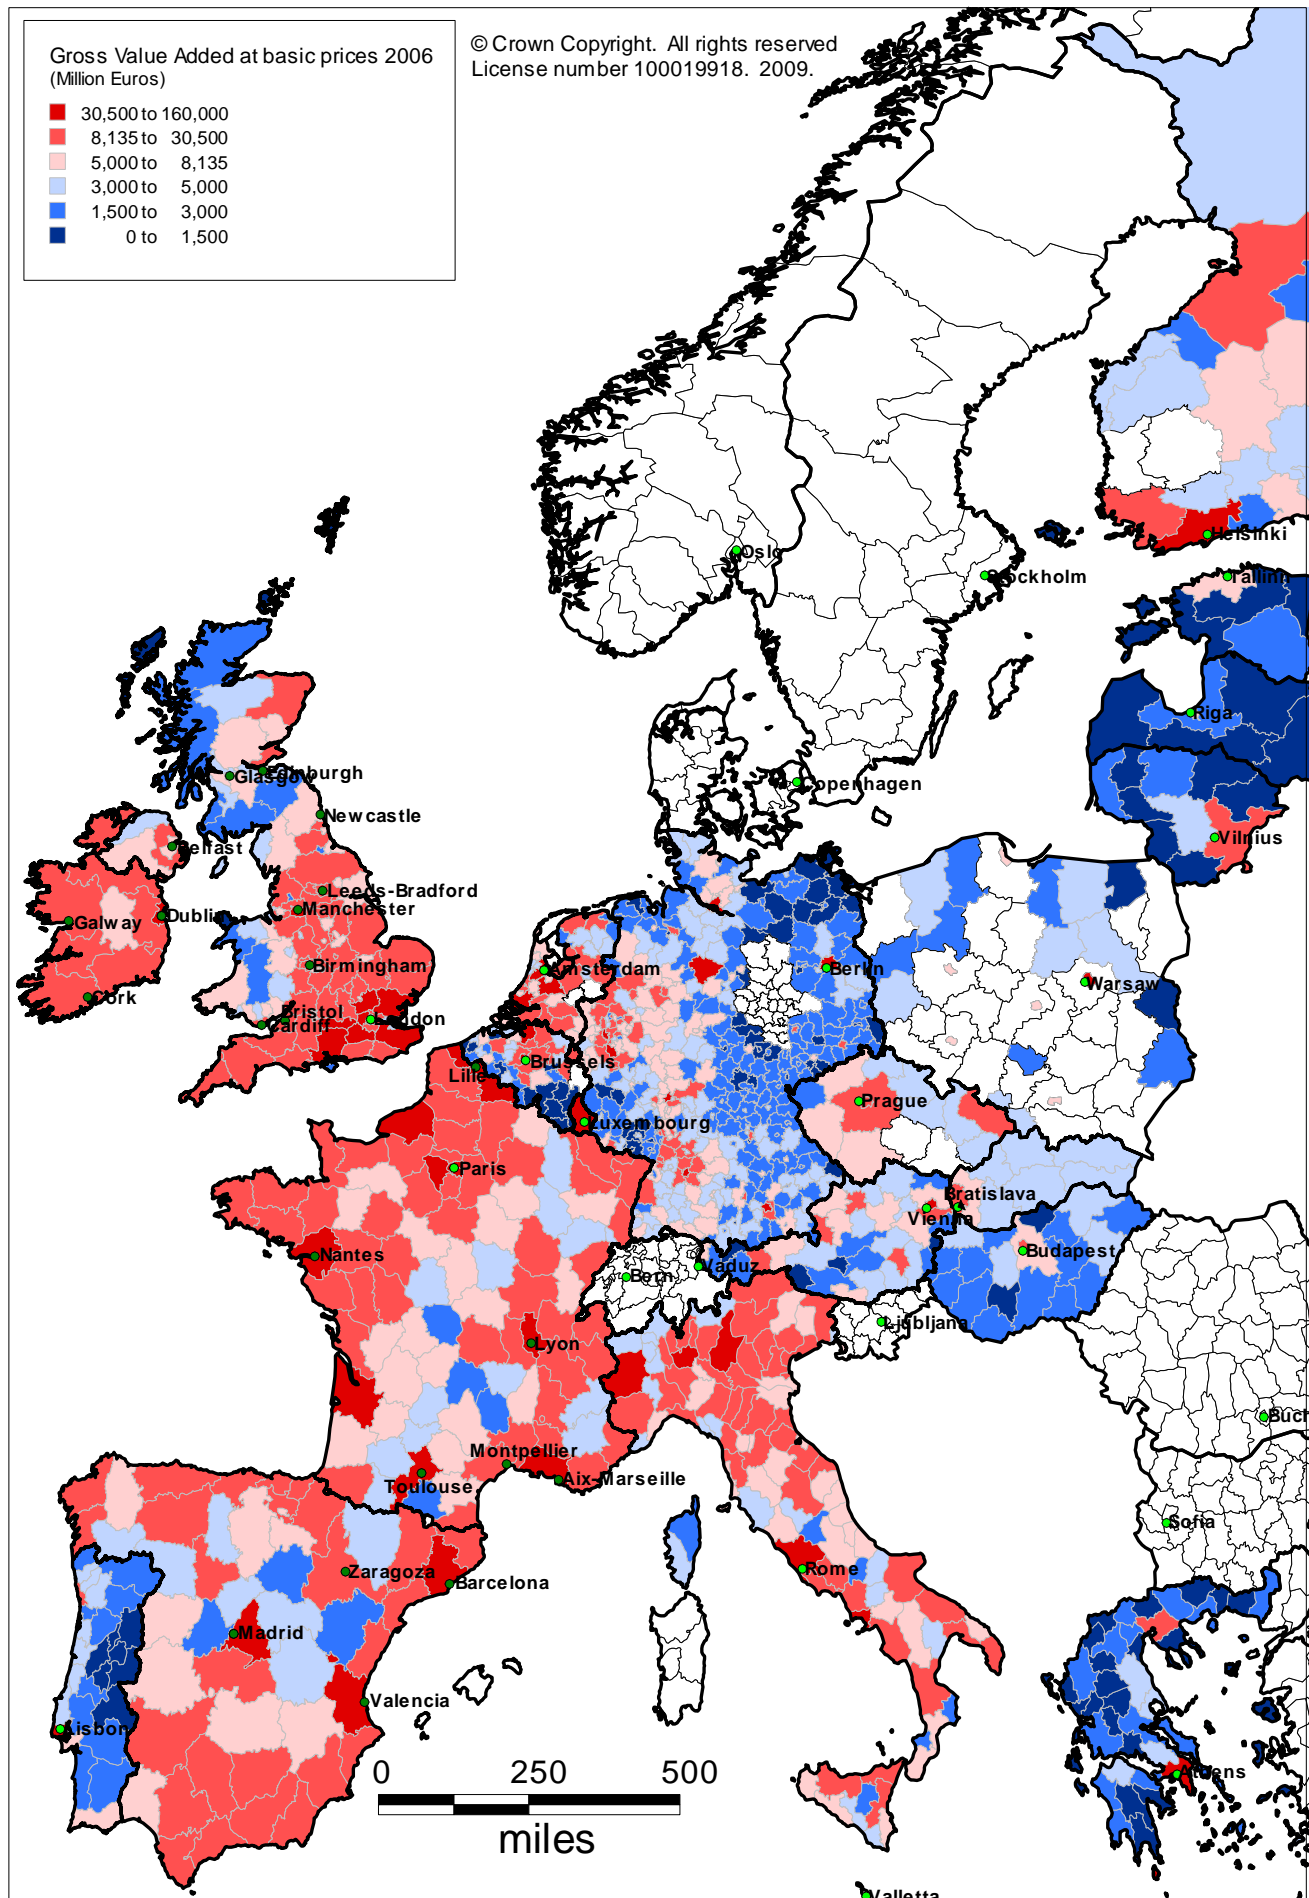 Gross Value Added at basic prices 2006
(Million Euros)
30,500 to 160,000
8,135 to 30,500
5,000 to 8,135
3,000 to 5,000
1,500 to 3,000
0 to 1,500
© Crown Copyright. All rights reserved
License number 100019918. 2009.
Oslo
Stockholm
Helsinki
Tallinn
Riga
Copenhagen
Vilnius
Edinburgh
Glasgow
Newcastle
Belfast
Leeds-Bradford
Manchester
Dublin
Galway
Birmingham
Cork
Bristol
Cardiff
London
Amsterdam
Berlin
Warsaw
Brussels
Lille
Luxembourg
Prague
Paris
Bratislava
Vienna
Budapest
Nantes
Vaduz
Bern
Ljubljana
Lyon
Buch
Montpellier
Toulouse
Aix-Marseille
Sofia
Zaragoza
Barcelona
Rome
Madrid
Valencia
Lisbon
Athens
0 250 500
miles
Valletta